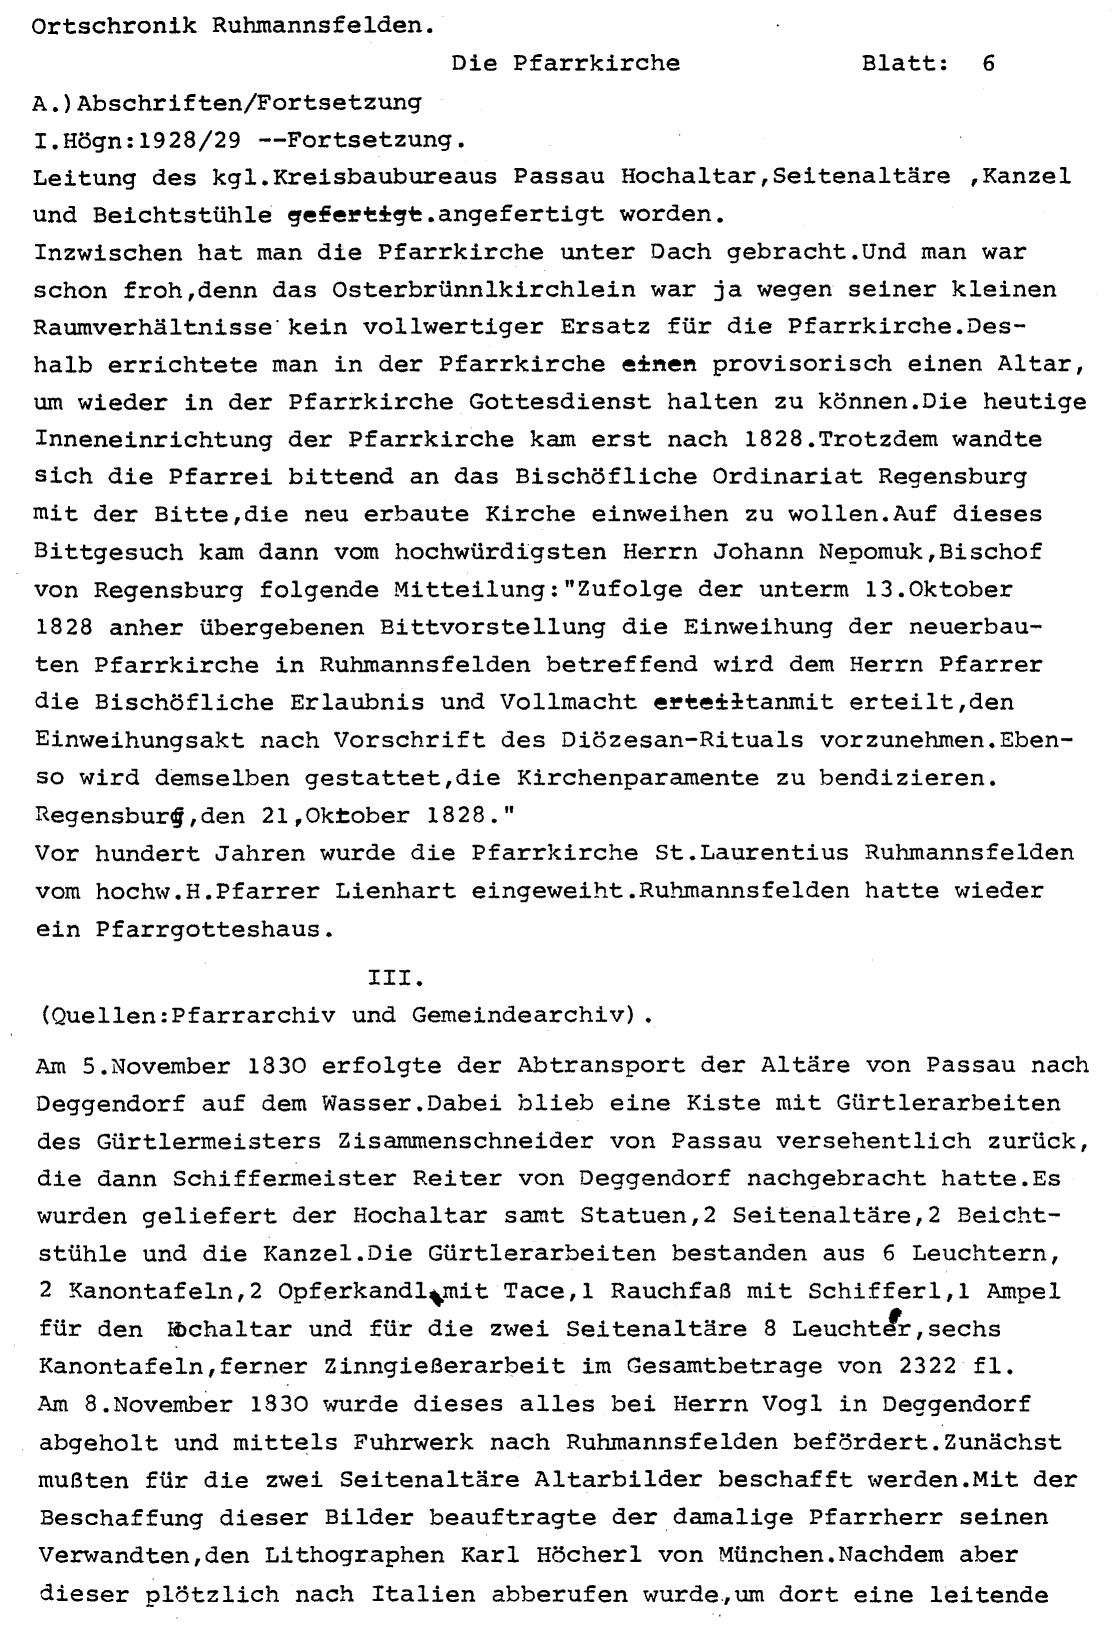 Ortschronik Ruhmannsfelden.
Die Pfarrkirche Blatt: 6
A.)Abschriften/Fortsetzung
I.Högn:1928/29 --Fortsetzung.
Leitung des kgl.Kreisbaubureaus Passau Hochaltar,Seitenaltäre ,Kanzel
und Beichtstühle gefertigt.angefertigt worden.
Inzwischen hat man die Pfarrkirche unter Dach gebracht.Und man war
schon froh,denn das Osterbrünnlkirchlein war ja wegen seiner kleinen
Raumverhältnisse kein vollwertiger Ersatz für die Pfarrkirche.Des-
halb errichtete man in der Pfarrkirche einen provisorisch einen Altar,
um wieder in der Pfarrkirche Gottesdienst halten zu können.Die heutige
Inneneinrichtung der Pfarrkirche kam erst nach 1828.Trotzdem wandte
sich die Pfarrei bittend an das Bischöfliche Ordinariat Regensburg
mit der Bitte,die neu erbaute Kirche einweihen zu wollen.Auf dieses
Bittgesuch kam dann vom hochwürdigsten Herrn Johann Nepomuk,Bischof
von Regensburg folgende Mitteilung:"Zufolge der unterm 13.Oktober
1828 anher übergebenen Bittvorstellung die Einweihung der neuerbau-
ten Pfarrkirche in Ruhmannsfelden betreffend wird dem Herrn Pfarrer
die Bischöfliche Erlaubnis und Vollmacht erteiltanmit erteilt,den
Einweihungsakt nach Vorschrift des Diözesan-Rituals vorzunehmen.Eben-
so wird demselben gestattet,die Kirchenparamente zu bendizieren.
Regensburg,den 21,Oktober 1828."
Vor hundert Jahren wurde die Pfarrkirche St.Laurentius Ruhmannsfelden
vom hochw.H.Pfarrer Lienhart eingeweiht.Ruhmannsfelden hatte wieder
ein Pfarrgotteshaus.
III.
(Quellen:Pfarrarchiv und Gemeindearchiv).
Am 5.November 1830 erfolgte der Abtransport der Altäre von Passau nach
Deggendorf auf dem Wasser.Dabei blieb eine Kiste mit Gürtlerarbeiten
des Gürtlermeisters Zisammenschneider von Passau versehentlich zurück,
die dann Schiffermeister Reiter von Deggendorf nachgebracht hatte.Es
wurden geliefert der Hochaltar samt Statuen,2 Seitenaltäre,2 Beicht-
stühle und die Kanzel.Die Gürtlerarbeiten bestanden aus 6 Leuchtern,
2 Kanontafeln,2 Opferkandl mit Tace,1 Rauchfaß mit Schifferl,1 Ampel
für den Hochaltar und für die zwei Seitenaltäre 8 Leuchter,sechs
Kanontafeln,ferner Zinngießerarbeit im Gesamtbetrage von 2322 fl.
Am 8.November 1830 wurde dieses alles bei Herrn Vogl in Deggendorf
abgeholt und mittels Fuhrwerk nach Ruhmannsfelden befördert.Zunächst
mußten für die zwei Seitenaltäre Altarbilder beschafft werden.Mit der
Beschaffung dieser Bilder beauftragte der damalige Pfarrherr seinen
Verwandten,den Lithographen Karl Höcherl von München.Nachdem aber
dieser plötzlich nach Italien abberufen wurde,um dort eine leitende